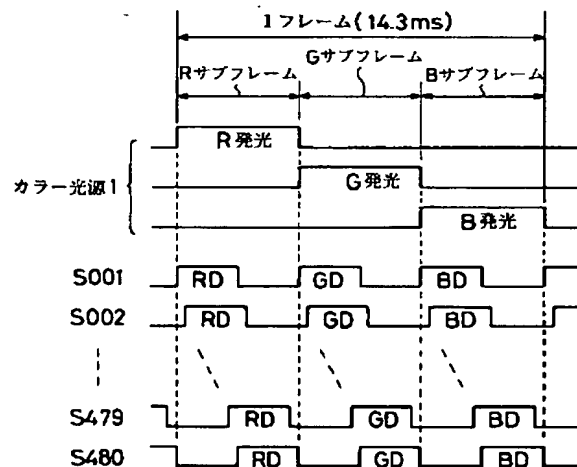 1フレーム(14.3ms)
Rサブフレーム Gサブフレーム Bサブフレーム
R発光
カラー光源1
G発光
B発光
S001 RD GD BD
S002 RD GD BD
S479 RD GD BD
S480 RD GD BD